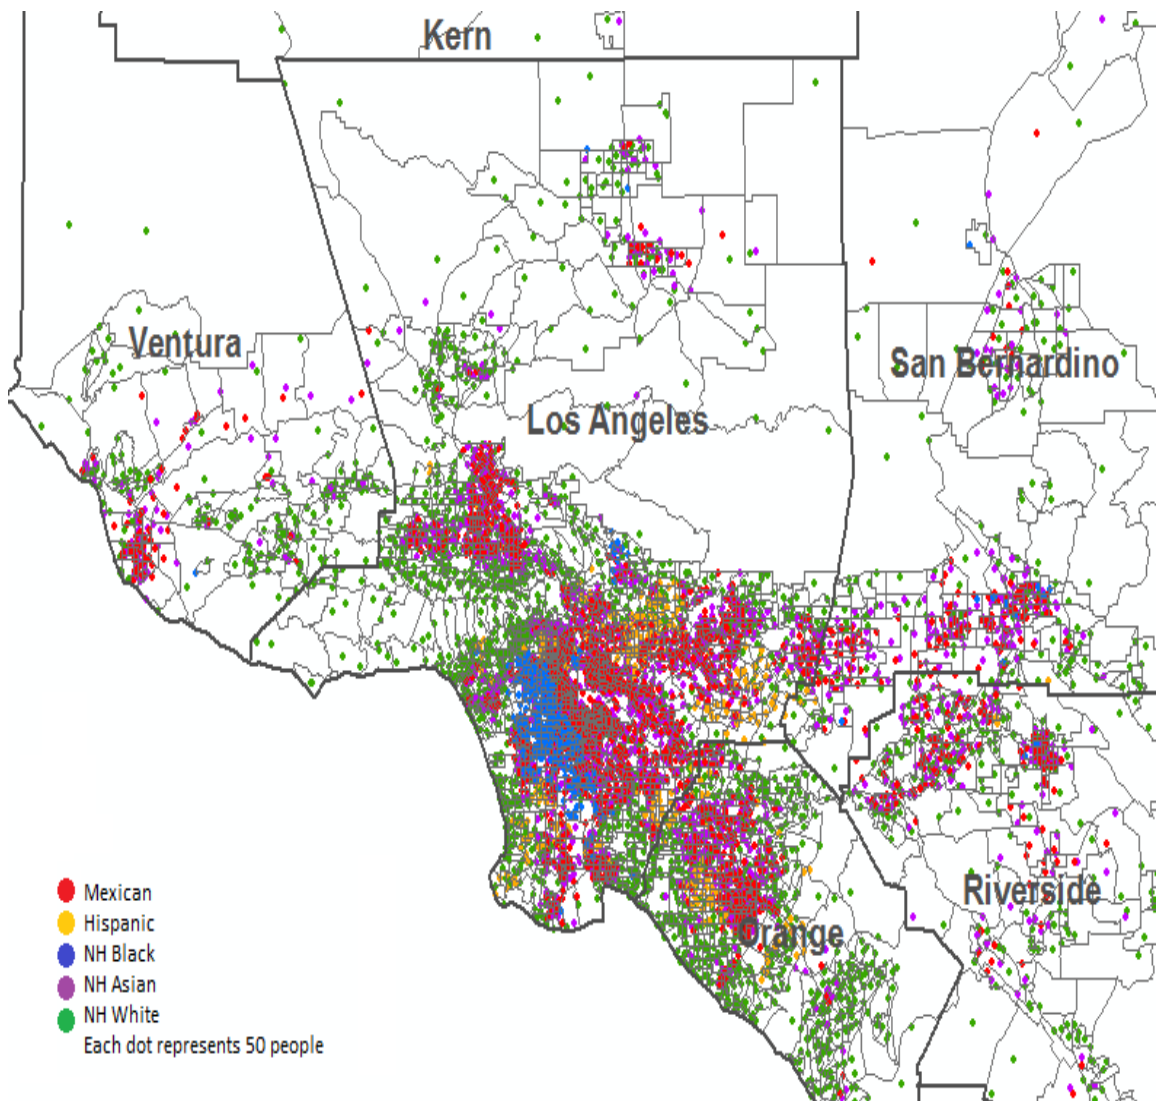 Kern
Ventura
San Bernardino
Los Angeles
Riverside
Orange
Mexican
Hispanic
NH Black
NH Asian
NH White
Each dot represents 50 people